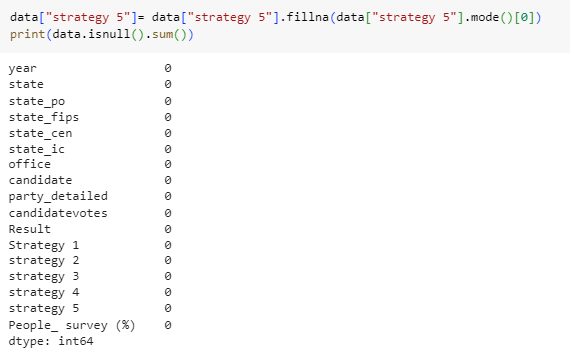 data["strategy 5"]= data["strategy 5"].fillna(data["strategy 5"].mode()[0])
print(data.isnull().sum())
year 0
state 0
state_po 0
state_fips 0
state_cen 0
state_ic 0
office 0
candidate 0
party_detailed 0
candidatevotes 0
Result 0
Strategy 1 0
strategy 2 0
strategy 3 0
strategy 4 0
strategy 5 0
People_ survey (%) 0
dtype: int64